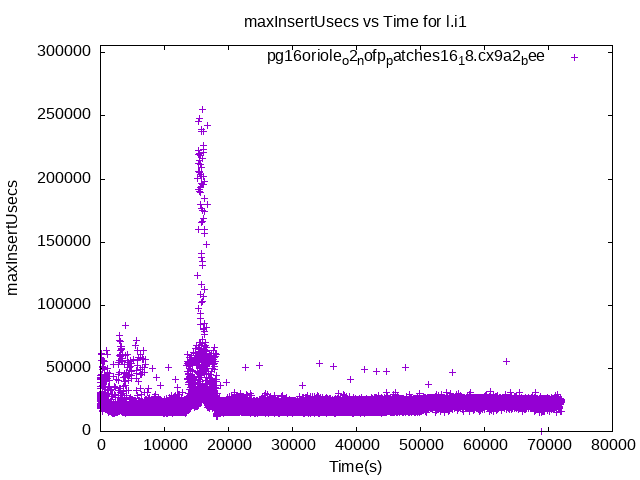 maxInsertUsecs vs Time for l.i1
pg16oriole_o2_nofp_patches16_18.cx9a2_bee
300000
250000
200000
150000
100000
50000
0
maxInsertUsecs
0 10000 20000 30000 40000 50000 60000 70000 80000
Time(s)